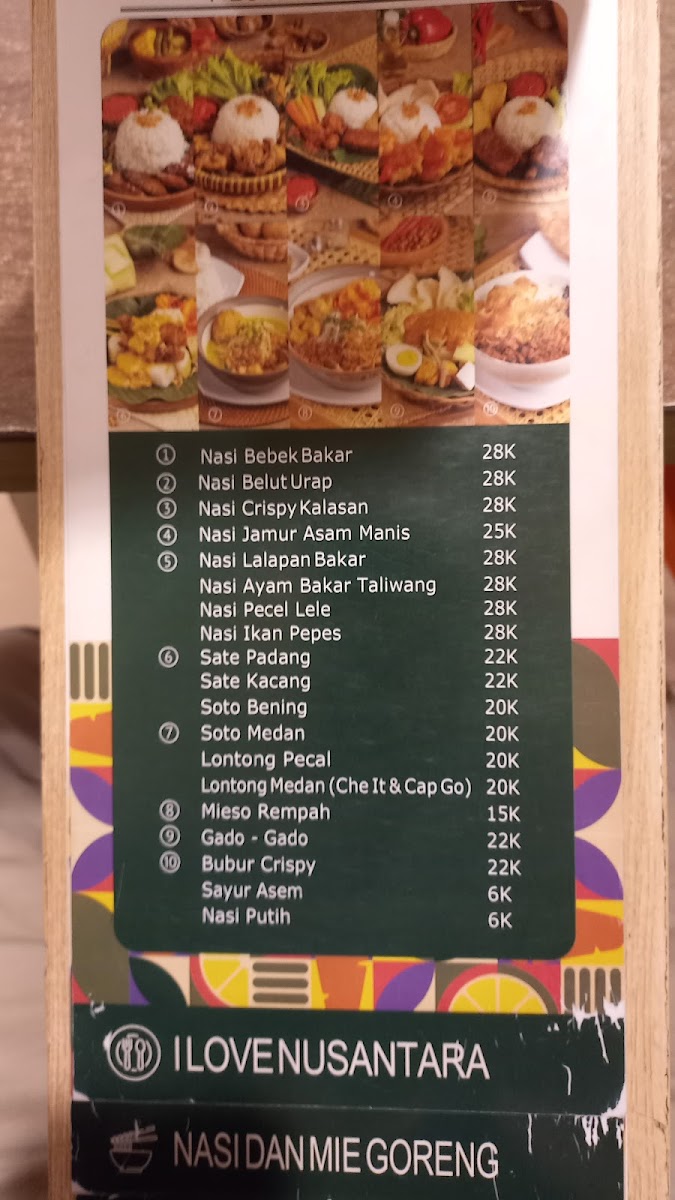 ① Nasi Bebek Bakar 28K
② Nasi Belut Urap 28K
③ Nasi Crispy Kalasan 28K
④ Nasi Jamur Asam Manis 25K
⑤ Nasi Lalapan Bakar 28K
Nasi Ayam Bakar Taliwang 28K
Nasi Pecel Lele 28K
Nasi Ikan Pepes 28K
⑥ Sate Padang 22K
Sate Kacang 22K
Soto Bening 20K
⑦ Soto Medan 20K
Lontong Pecal 20K
Lontong Medan (Che It & Cap Go) 20K
⑧ Mieso Rempah 15K
⑨ Gado - Gado 22K
⑩ Bubur Crispy 22K
Sayur Asem 6K
Nasi Putih 6K
I LOVE NUSANTARA
NASI DAN MIE GORENG